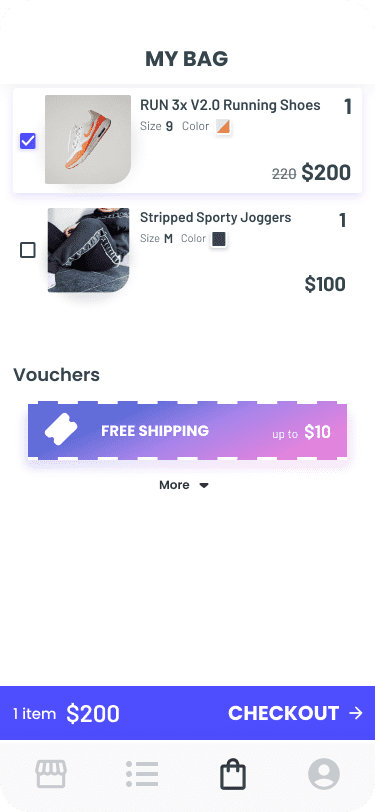 MY BAG
RUN 3x V2.0 Running Shoes 1
Size 9 Color
220 $200
Stripped Sporty Joggers 1
Size M Color
$100
Vouchers
FREE SHIPPING up to $10
More
1 item $200 CHECKOUT